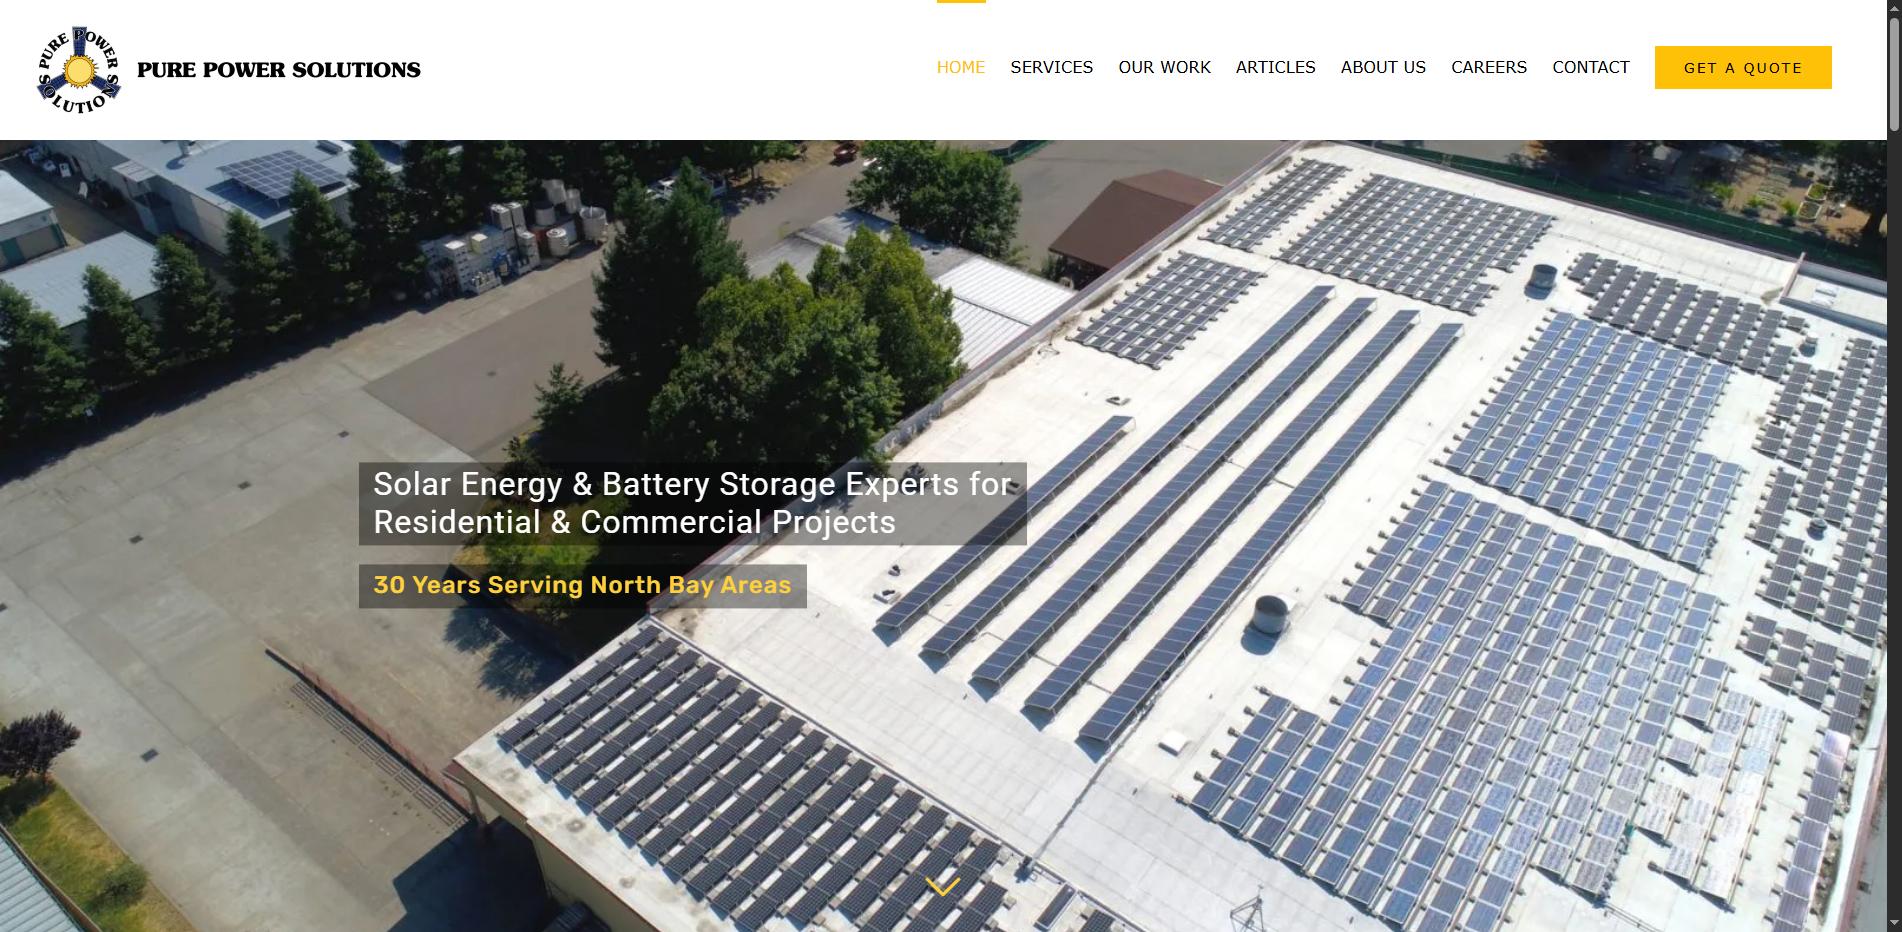 PURE POWER SOLUTIONS
PURE POWER SOLUTIONS
HOME
SERVICES
OUR WORK
ARTICLES
ABOUT US
CAREERS
CONTACT
GET A QUOTE
Solar Energy & Battery Storage Experts for
Residential & Commercial Projects
30 Years Serving North Bay Areas